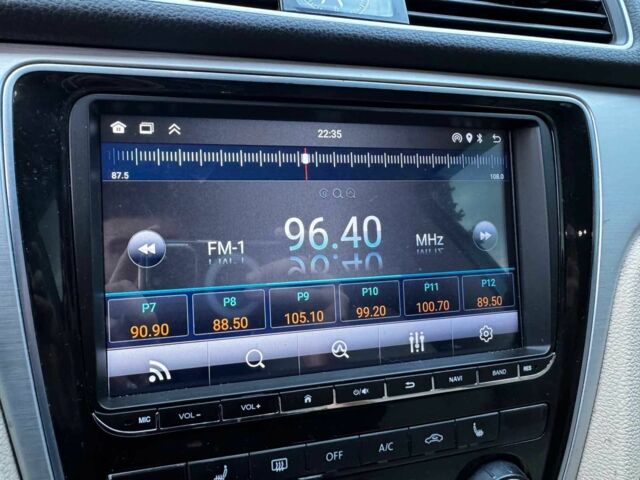 22:35
87.5 108.0
FM-1 96.40 MHz
P7 P8 P9 P10 P11 P12
90.90 88.50 105.10 99.20 100.70 89.50
MIC VOL− VOL+ NAVI BAND RES
OFF A/C